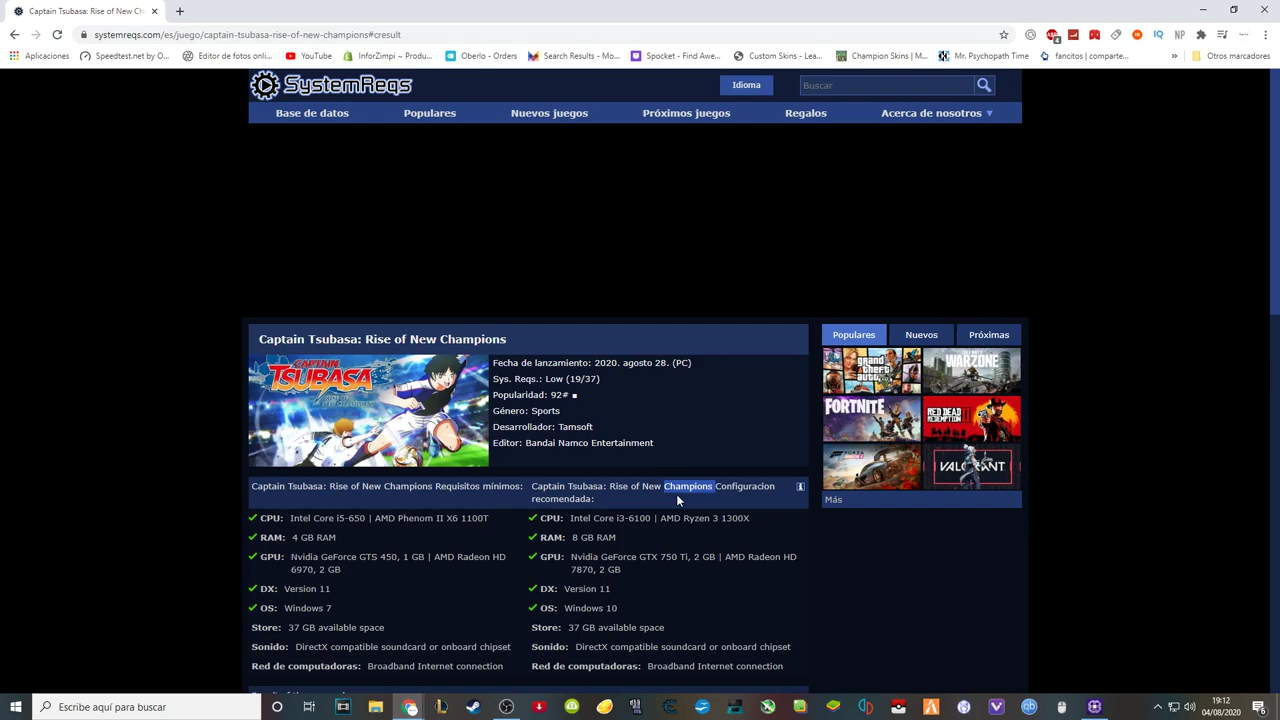 Captain Tsubasa: Rise of New Ch
systemreqs.com/es/juego/captain-tsubasa-rise-of-new-champions#cresult
Aplicaciones
Speedtest.net by O...
Editor de fotos onli...
YouTube
InforZimpi ~ Produ...
Oberlo - Orders
Search Results - Mo...
Spocket - Find Awe...
Custom Skins - Lea...
Champion Skins | M...
Mr. Psychopath Time
fancitos | comparte...
»
Otros marcadores
SystemReqs
Idioma
Buscar
Base de datos
Populares
Nuevos juegos
Próximos juegos
Regalos
Acerca de nosotros ▼
Captain Tsubasa: Rise of New Champions
CAPTAIN
TSUBASA
Fecha de lanzamiento: 2020. agosto 28. (PC)
Sys. Reqs.: Low (19/37)
Popularidad: 92#
Género: Sports
Desarrollador: Tamsoft
Editor: Bandai Namco Entertainment
Captain Tsubasa: Rise of New Champions Requisitos mínimos:
CPU: Intel Core i5-650 | AMD Phenom II X6 1100T
RAM: 4 GB RAM
GPU: Nvidia GeForce GTS 450, 1 GB | AMD Radeon HD
6970, 2 GB
DX: Version 11
OS: Windows 7
Store: 37 GB available space
Sonido: DirectX compatible soundcard or onboard chipset
Red de computadoras: Broadband Internet connection
Captain Tsubasa: Rise of New Champions Configuracion
recomendada:
CPU: Intel Core i3-6100 | AMD Ryzen 3 1300X
RAM: 8 GB RAM
GPU: Nvidia GeForce GTX 750 Ti, 2 GB | AMD Radeon HD
7870, 2 GB
DX: Version 11
OS: Windows 10
Store: 37 GB available space
Sonido: DirectX compatible soundcard or onboard chipset
Red de computadoras: Broadband Internet connection
Populares
Nuevos
Próximas
grand
theft
auto
WARZONE
FORTNITE
RED DEAD
REDEMPTION
FORZA
VALORANT
Más
Escribe aquí para buscar
19:12
04/08/2020